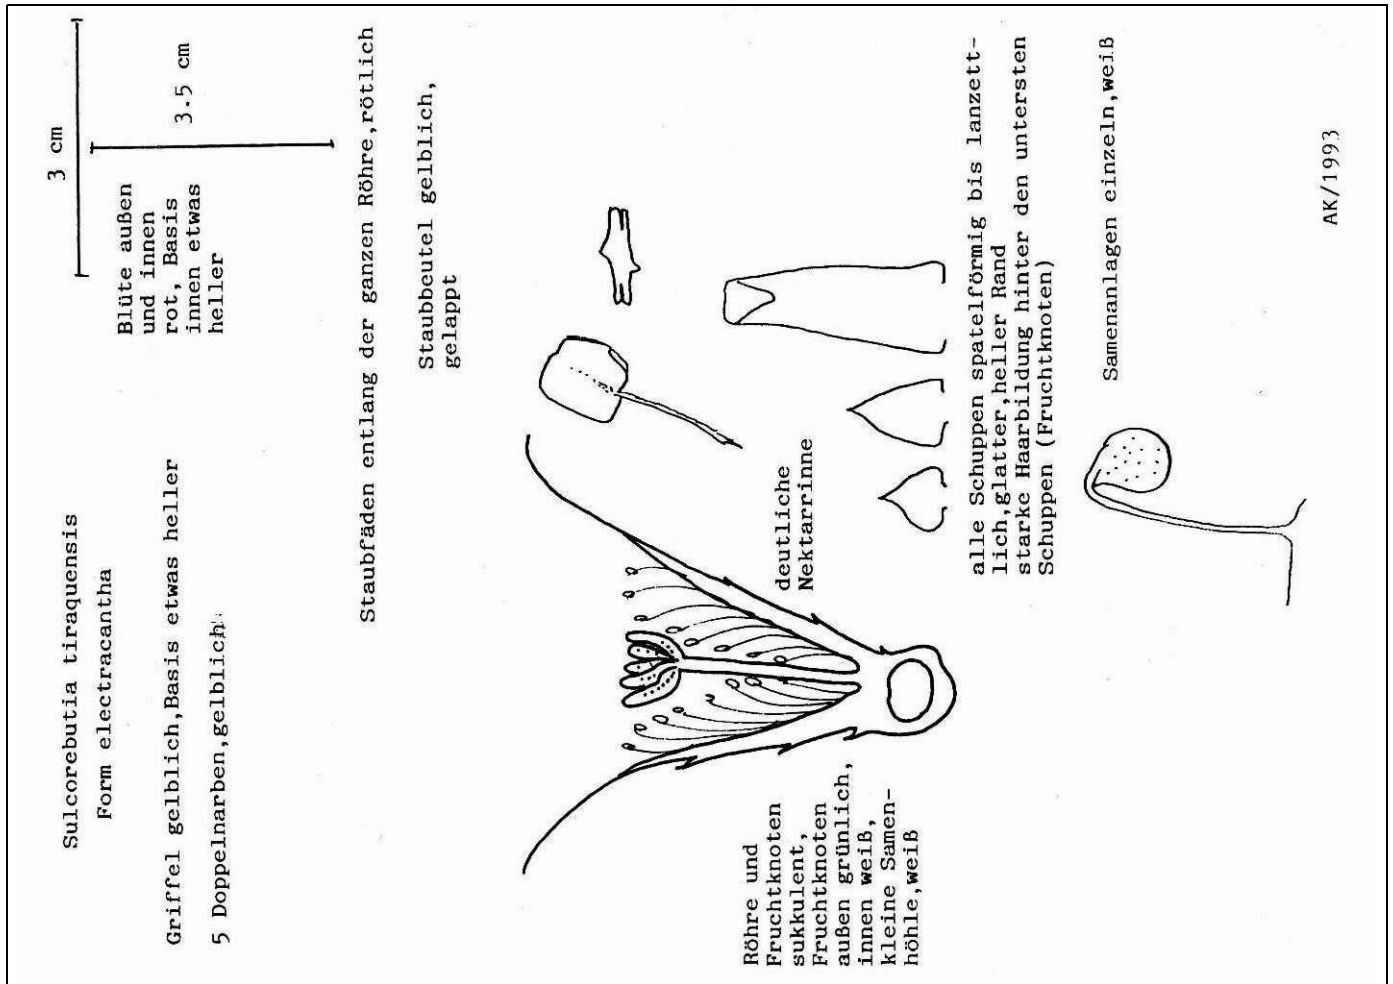 Sulcorebutia tiraquensis
Form electracantha
3 cm
3.5 cm
Griffel gelblich,Basis etwas heller
5 Doppelnarben,gelblich
Blüte außen
und innen
rot, Basis
innen etwas
heller
Staubfäden entlang der ganzen Röhre,rötlich
Staubbeutel gelblich,
gelappt
Röhre und
Fruchtknoten
sukkulent,
Fruchtknoten
außen grünlich,
innen weiß,
kleine Samen-
höhle,weiß
deutliche
Nektarrinne
alle Schuppen spatelförmig bis lanzett-
lich,glatter,heller Rand
starke Haarbildung hinter den untersten
Schuppen (Fruchtknoten)
Samenanlagen einzeln,weiß
AK/1993